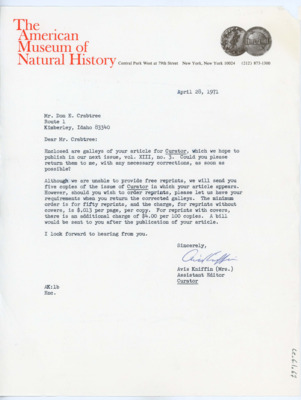 The
American
Museum of
Natural History
Central Park West at 79th Street New York, New York 10024 (212) 873-1300
April 28, 1971
Mr. Don E. Crabtree
Route 1
Kimberley, Idaho 83340
Dear Mr. Crabtree:
Enclosed are galleys of your article for Curator, which we hope to
publish in our next issue, vol. XIII, no. 3. Could you please
return them to me, with any necessary corrections, as soon as
possible!
Although we are unable to provide free reprints, we will send you
five copies of the issue of Curator in which your article appears.
However, should you wish to order reprints, please let us have your
requirements when you return the corrected galleys. The minimum
order is for fifty reprints, and the charge, for reprints without
covers, is $.015 per page, per copy. For reprints with covers,
there is an additional charge of $4.00 per 100 copies. A bill
would be sent to you after the publication of your article.
I look forward to hearing from you.
Sincerely,
Avis Kniffin
Avis Kniffin (Mrs.)
Assistant Editor
Curator
AK:lb
Enc.